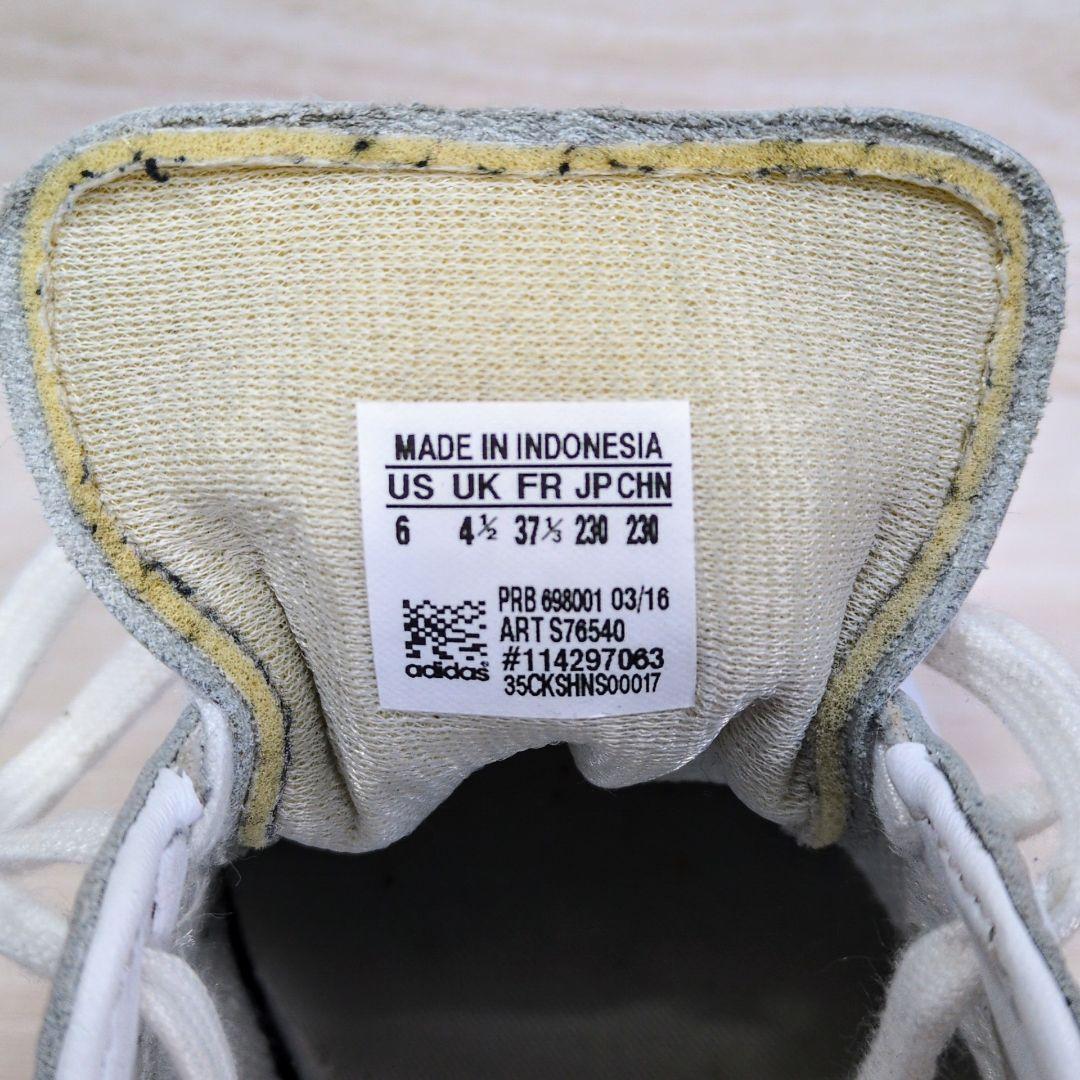 MADE IN INDONESIA
US UK FR JP CHN
6 4½ 37⅓ 230 230
PRB 698001 03/16
ART S76540
#114297063
adidas
35CKSHNS00017